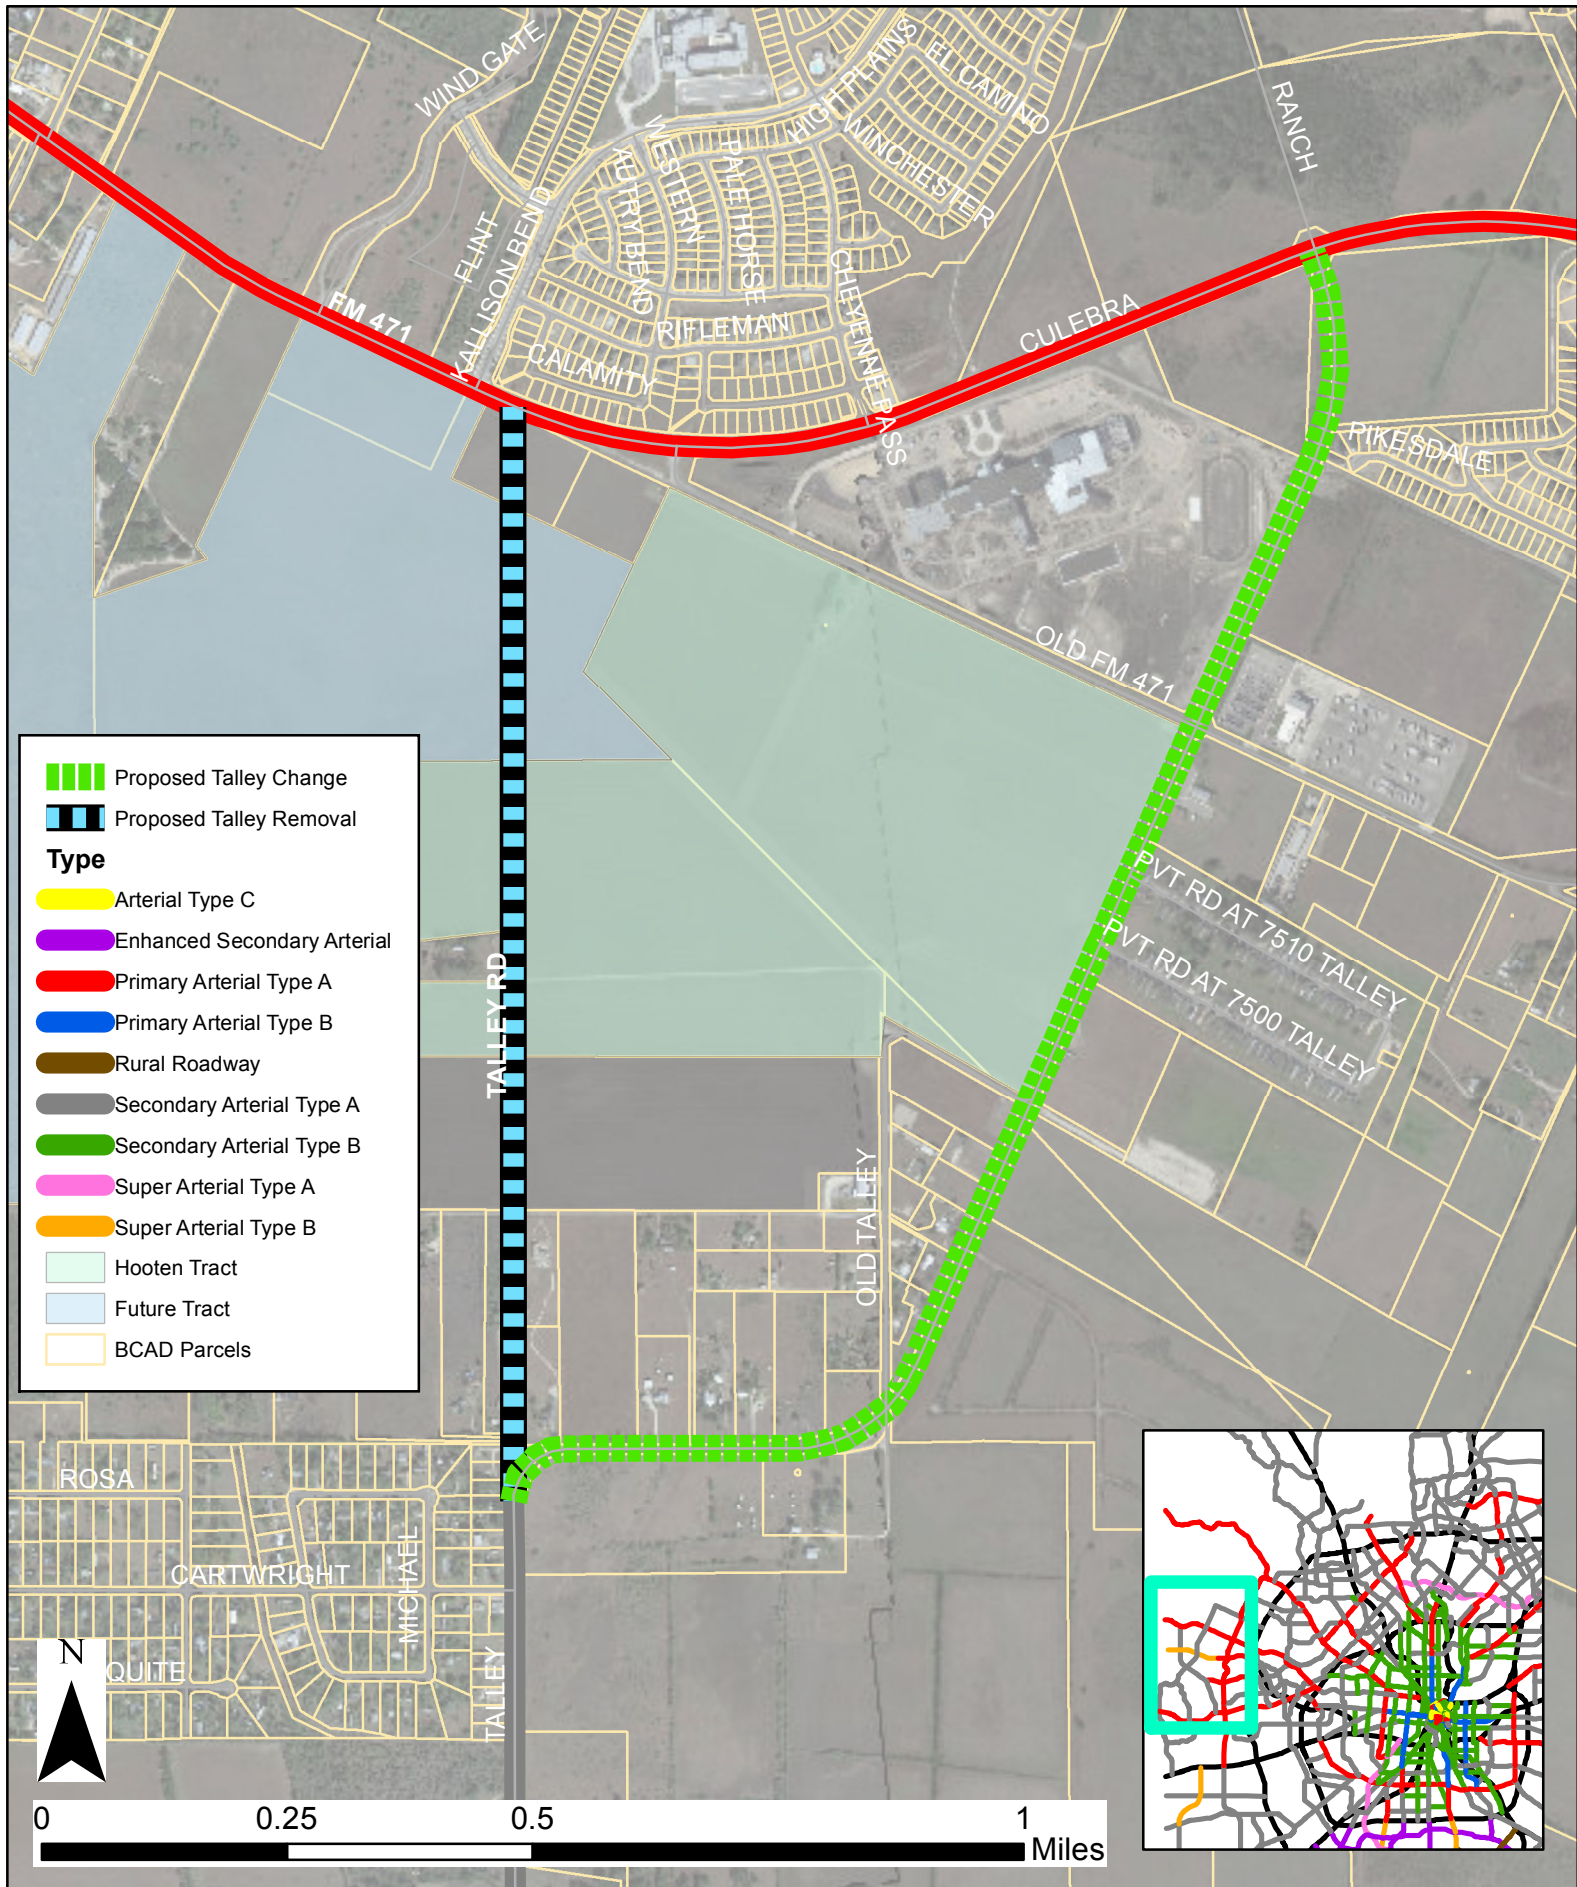 WIND GATE
HIGH PLAINS
EL CAMINO
WINCHESTER
RANCH
WESTERN
AUTRY BEND
PALE HORSE
FLINT
KALLISON BEND
CHEYENNE PASS
FM 471
RIFLEMAN
CALAMITY
CULEBRA
PIKESDALE
OLD FM 471
PVT RD AT 7510 TALLEY
PVT RD AT 7500 TALLEY
TALLEY RD
OLD TALLEY
Proposed Talley Change
Proposed Talley Removal
Type
Arterial Type C
Enhanced Secondary Arterial
Primary Arterial Type A
Primary Arterial Type B
Rural Roadway
Secondary Arterial Type A
Secondary Arterial Type B
Super Arterial Type A
Super Arterial Type B
Hooten Tract
Future Tract
BCAD Parcels
ROSA
CARTWRIGHT
MICHAEL
QUITE
TALLEY
N
0 0.25 0.5 1
Miles